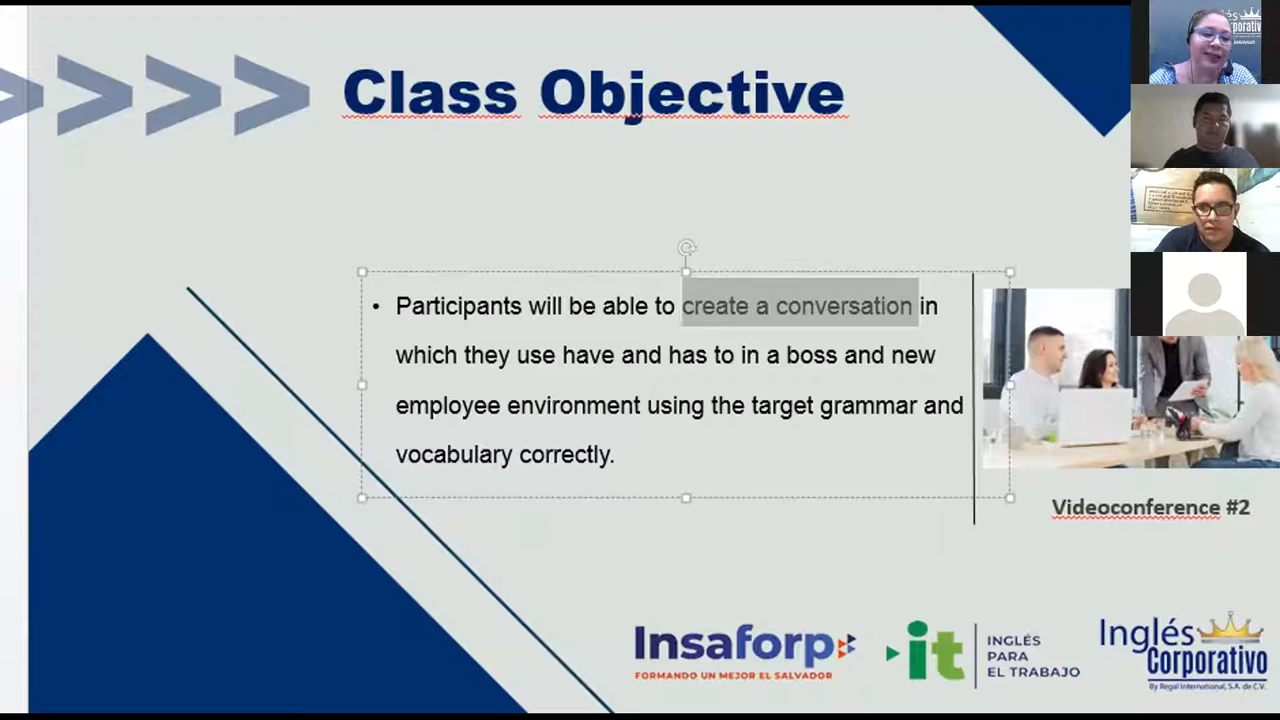 Class Objective
• Participants will be able to create a conversation in
which they use have and has to in a boss and new
employee environment using the target grammar and
vocabulary correctly.
Videoconference #2
Insaforp
FORMANDO UN MEJOR EL SALVADOR
it
INGLÉS
PARA
EL TRABAJO
Inglés
Corporativo
By Regal International, S.A. de C.V.